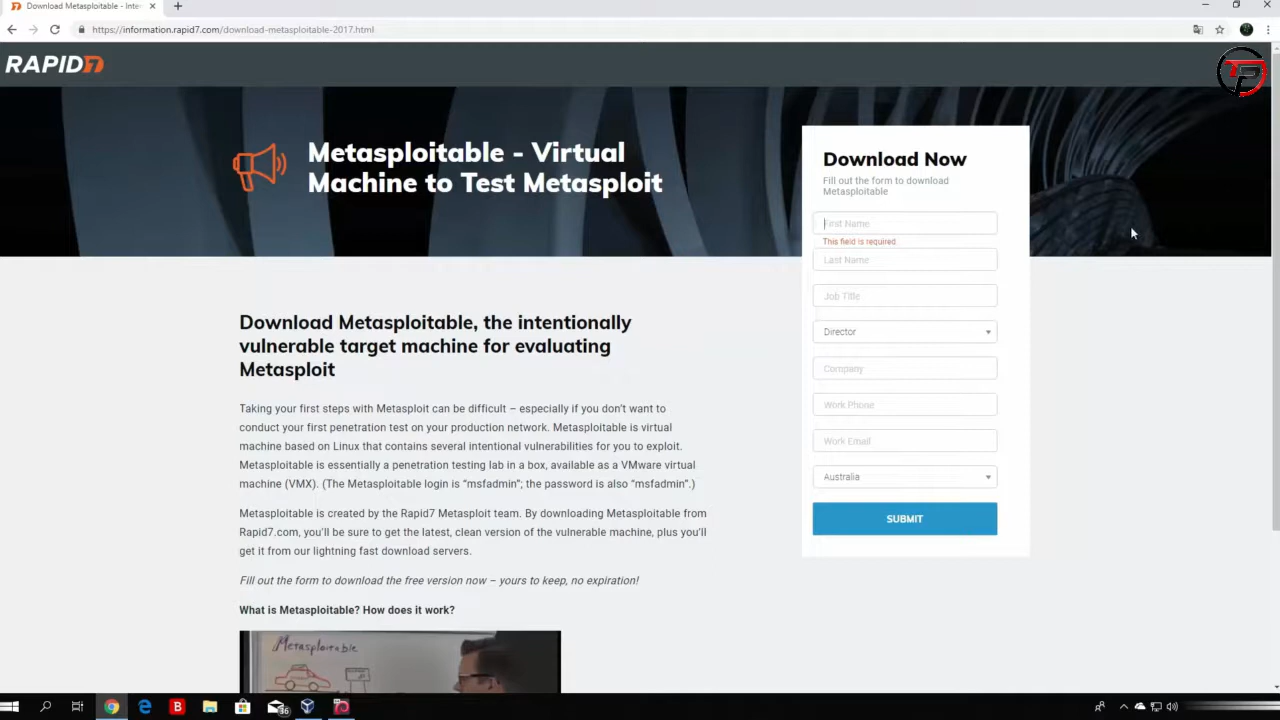 Download Metasploitable - Inte
https://information.rapid7.com/download-metasploitable-2017.html
RAPID7
Metasploitable - Virtual
Machine to Test Metasploit
Download Now
Fill out the form to download
Metasploitable
First Name
This field is required.
Last Name
Job Title
Director
Company
Work Phone
Work Email
Australia
SUBMIT
Download Metasploitable, the intentionally
vulnerable target machine for evaluating
Metasploit
Taking your first steps with Metasploit can be difficult – especially if you don’t want to
conduct your first penetration test on your production network. Metasploitable is virtual
machine based on Linux that contains several intentional vulnerabilities for you to exploit.
Metasploitable is essentially a penetration testing lab in a box, available as a VMware virtual
machine (VMX). (The Metasploitable login is “msfadmin”; the password is also “msfadmin”.)
Metasploitable is created by the Rapid7 Metasploit team. By downloading Metasploitable from
Rapid7.com, you’ll be sure to get the latest, clean version of the vulnerable machine, plus you’ll
get it from our lightning fast download servers.
Fill out the form to download the free version now – yours to keep, no expiration!
What is Metasploitable? How does it work?
Metasploitable